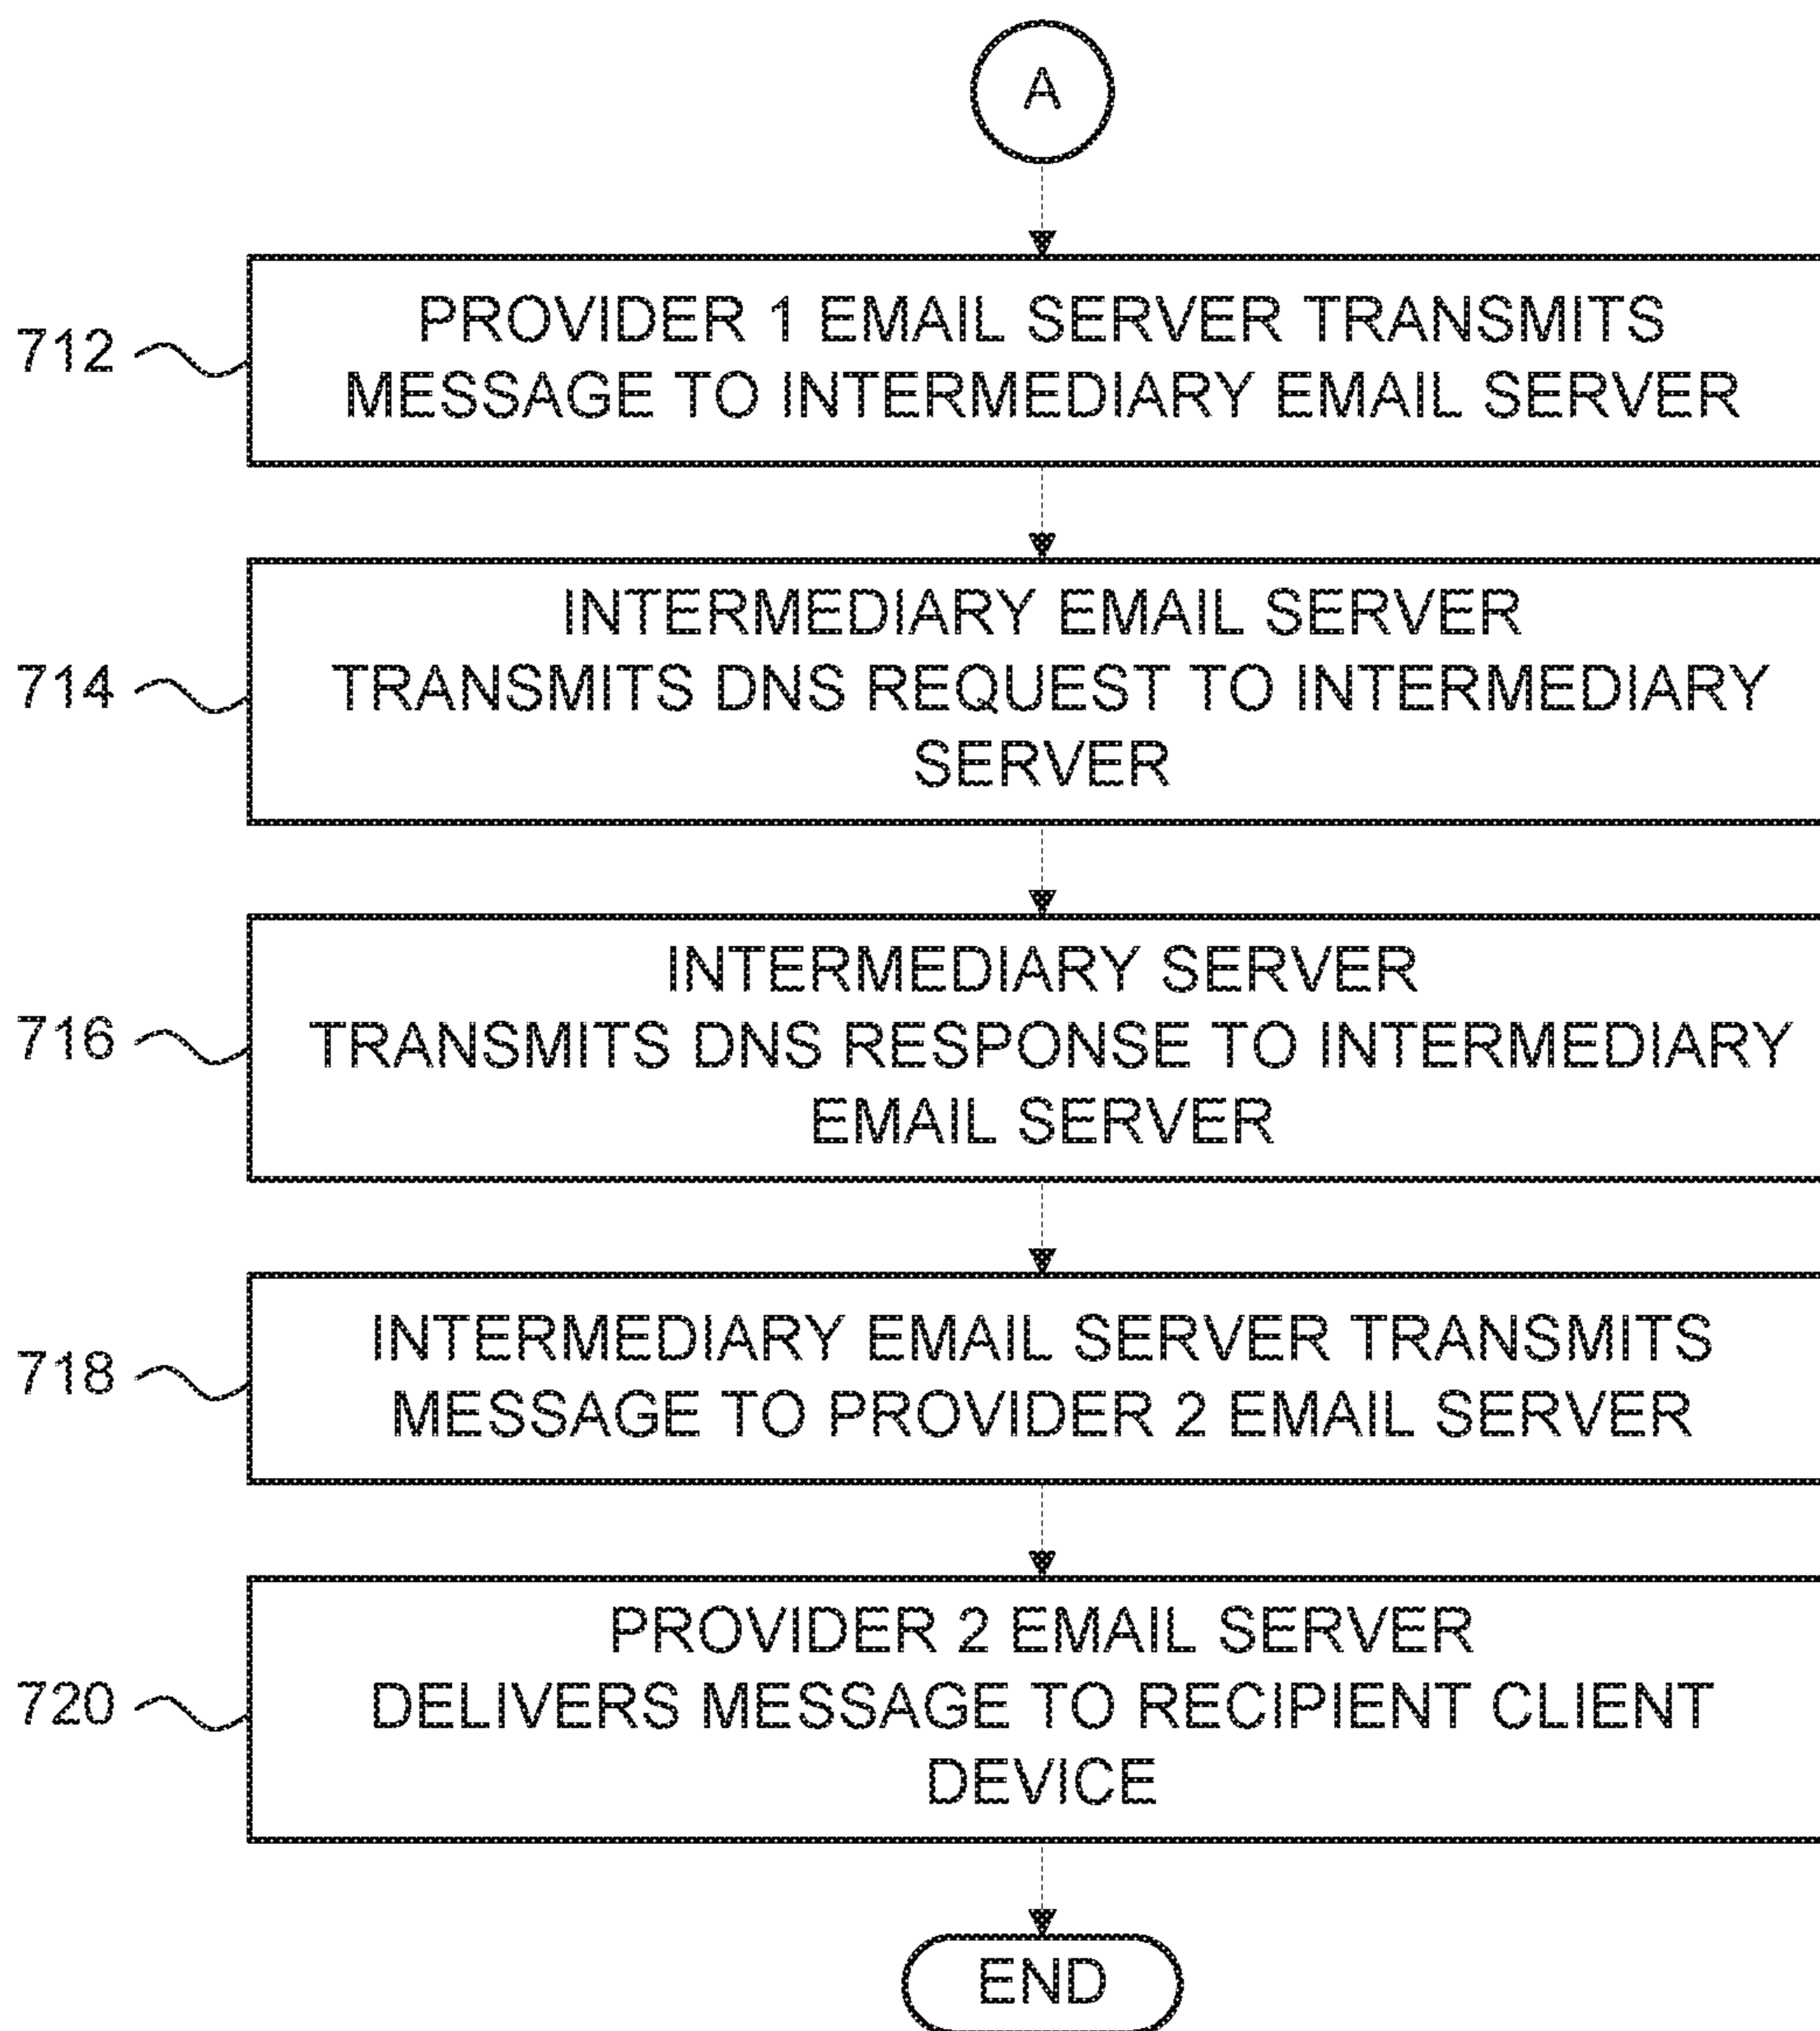 A
712
PROVIDER 1 EMAIL SERVER TRANSMITS
MESSAGE TO INTERMEDIARY EMAIL SERVER
714
INTERMEDIARY EMAIL SERVER
TRANSMITS DNS REQUEST TO INTERMEDIARY
SERVER
716
INTERMEDIARY SERVER
TRANSMITS DNS RESPONSE TO INTERMEDIARY
EMAIL SERVER
718
INTERMEDIARY EMAIL SERVER TRANSMITS
MESSAGE TO PROVIDER 2 EMAIL SERVER
720
PROVIDER 2 EMAIL SERVER
DELIVERS MESSAGE TO RECIPIENT CLIENT
DEVICE
END